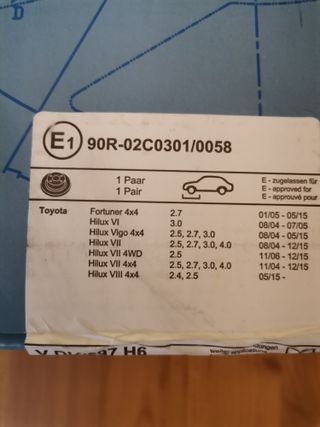 D
E1 90R-02C0301/0058
1 Paar
1 Pair
E - zugelassen für
E - approved for
E - approuvé pour
Toyota Fortuner 4x4 2.7 01/05 - 05/15
Hilux VI 3.0 08/04 - 07/05
Hilux Vigo 4x4 2.5, 2.7, 3.0 08/04 - 05/15
Hilux VII 2.5, 2.7, 3.0, 4.0 08/04 - 12/15
Hilux VII 4WD 2.5 11/06 - 12/15
Hilux VII 4x4 2.5, 2.7, 3.0, 4.0 11/04 - 12/15
Hilux VIII 4x4 2.4, 2.5 05/15 -
H6